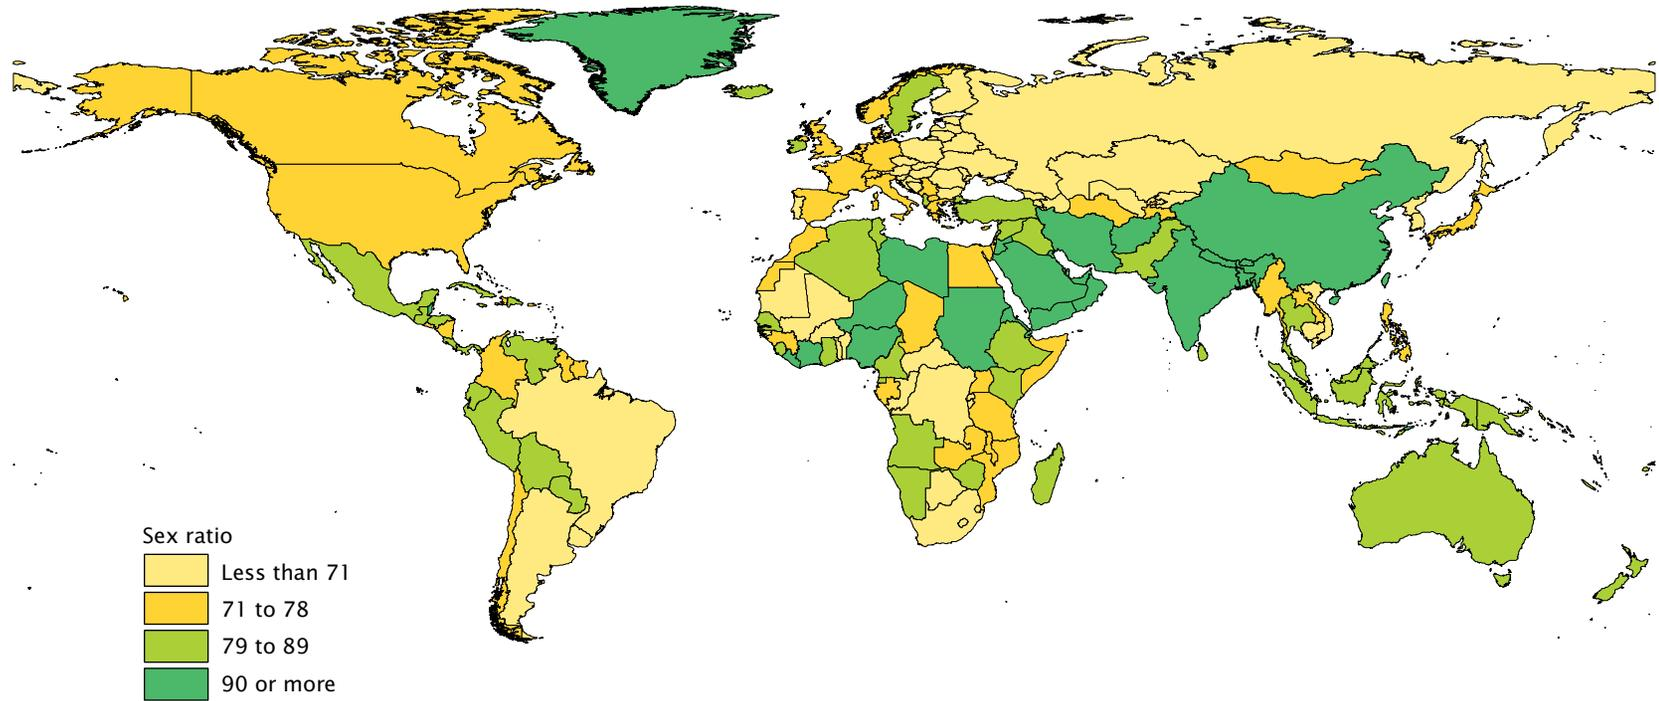 Sex ratio
Less than 71
71 to 78
79 to 89
90 or more